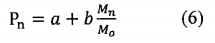 Pₙ = a + b Mₙ/Mₒ (6)